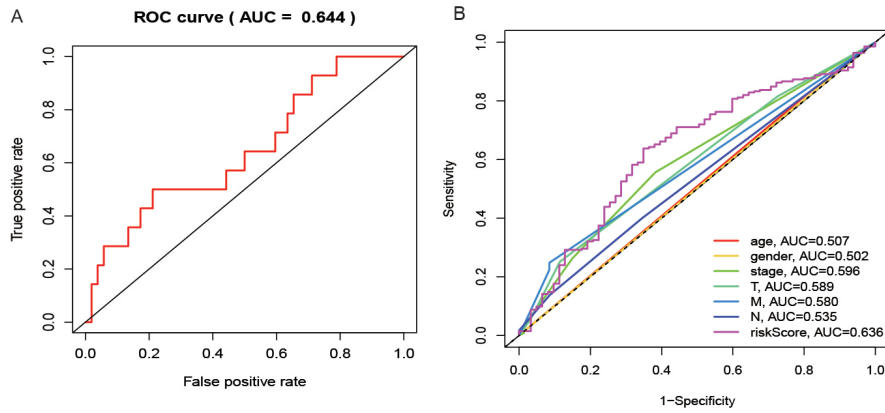 A
ROC curve ( AUC = 0.644 )
True positive rate
1.0
0.8
0.6
0.4
0.2
0.0
0.0 0.2 0.4 0.6 0.8 1.0
False positive rate
B
Sensitivity
1.0
0.8
0.6
0.4
0.2
0.0
age, AUC=0.507
gender, AUC=0.502
stage, AUC=0.596
T, AUC=0.589
M, AUC=0.580
N, AUC=0.535
riskScore, AUC=0.636
0.0 0.2 0.4 0.6 0.8 1.0
1−Specificity